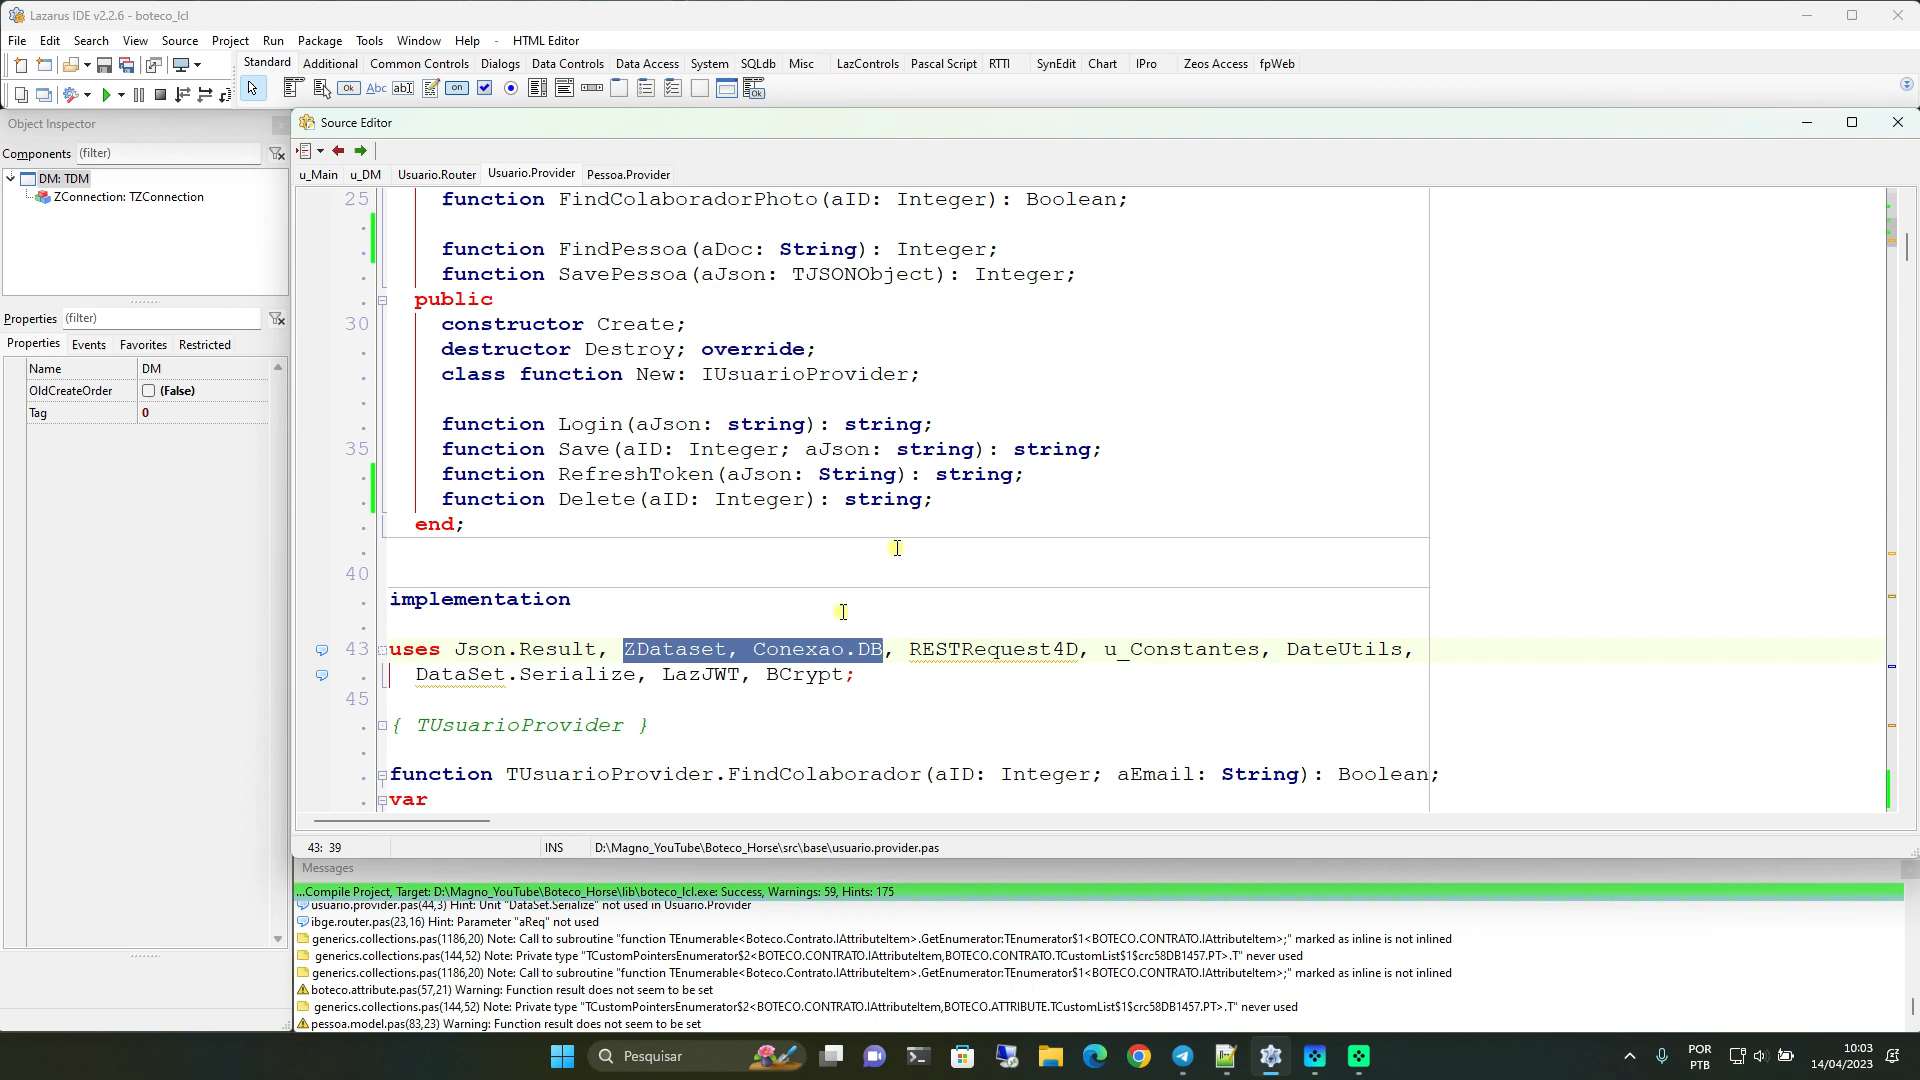 Lazarus IDE v2.2.6 - boteco_lcl
File Edit Search View Source Project Run Package Tools Window Help - HTML Editor
Standard Additional Common Controls Dialogs Data Controls Data Access System SQLdb Misc LazControls Pascal Script RTTI SynEdit Chart IPro Zeos Access fpWeb
Ok Abc abI on Ok
Object Inspector
Components (filter)
DM: TDM
ZConnection: TZConnection
Properties (filter)
Properties Events Favorites Restricted
Name DM
OldCreateOrder (False)
Tag 0
Source Editor
u_Main u_DM Usuario.Router Usuario.Provider Pessoa.Provider
25 function FindColaboradorPhoto(aID: Integer): Boolean;
function FindPessoa(aDoc: String): Integer;
function SavePessoa(aJson: TJSONObject): Integer;
public
30 constructor Create;
destructor Destroy; override;
class function New: IUsuarioProvider;
function Login(aJson: string): string;
35 function Save(aID: Integer; aJson: string): string;
function RefreshToken(aJson: String): string;
function Delete(aID: Integer): string;
end;
40
implementation
43 uses Json.Result, ZDataset, Conexao.DB, RESTRequest4D, u_Constantes, DateUtils,
DataSet.Serialize, LazJWT, BCrypt;
45
{ TUsuarioProvider }
function TUsuarioProvider.FindColaborador(aID: Integer; aEmail: String): Boolean;
var
43: 39 INS D:\Magno_YouTube\Boteco_Horse\src\base\usuario.provider.pas
Messages
...Compile Project, Target: D:\Magno_YouTube\Boteco_Horse\lib\boteco_lcl.exe: Success, Warnings: 59, Hints: 175
usuario.provider.pas(44,3) Hint: Unit "DataSet.Serialize" not used in Usuario.Provider
ibge.router.pas(23,16) Hint: Parameter "aReq" not used
generics.collections.pas(1186,20) Note: Call to subroutine "function TEnumerable<Boteco.Contrato.IAttributeItem>.GetEnumerator:TEnumerator$1<BOTECO.CONTRATO.IAttributeItem>;" marked as inline is not inlined
generics.collections.pas(144,52) Note: Private type "TCustomPointersEnumerator$2<BOTECO.CONTRATO.IAttributeItem,BOTECO.CONTRATO.TCustomList$1$crc58DB1457.PT>.T" never used
generics.collections.pas(1186,20) Note: Call to subroutine "function TEnumerable<Boteco.Contrato.IAttributeItem>.GetEnumerator:TEnumerator$1<BOTECO.CONTRATO.IAttributeItem>;" marked as inline is not inlined
boteco.attribute.pas(57,21) Warning: Function result does not seem to be set
generics.collections.pas(144,52) Note: Private type "TCustomPointersEnumerator$2<BOTECO.CONTRATO.IAttributeItem,BOTECO.ATTRIBUTE.TCustomList$1$crc58DB1457.PT>.T" never used
pessoa.model.pas(83,23) Warning: Function result does not seem to be set
Pesquisar
POR
PTB
10:03
14/04/2023